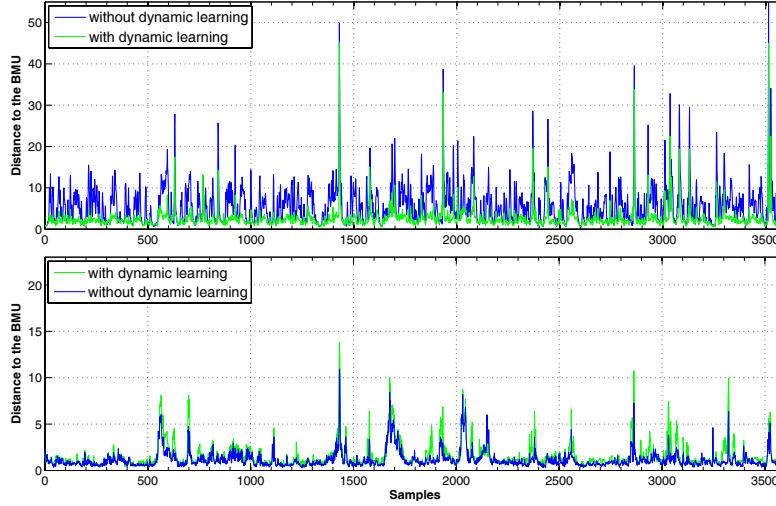 50
40
30
20
10
0
Distance to the BMU
without dynamic learning
with dynamic learning
0 500 1000 1500 2000 2500 3000 3500
20
15
10
5
0
Distance to the BMU
with dynamic learning
without dynamic learning
0 500 1000 1500 2000 2500 3000 3500
Samples